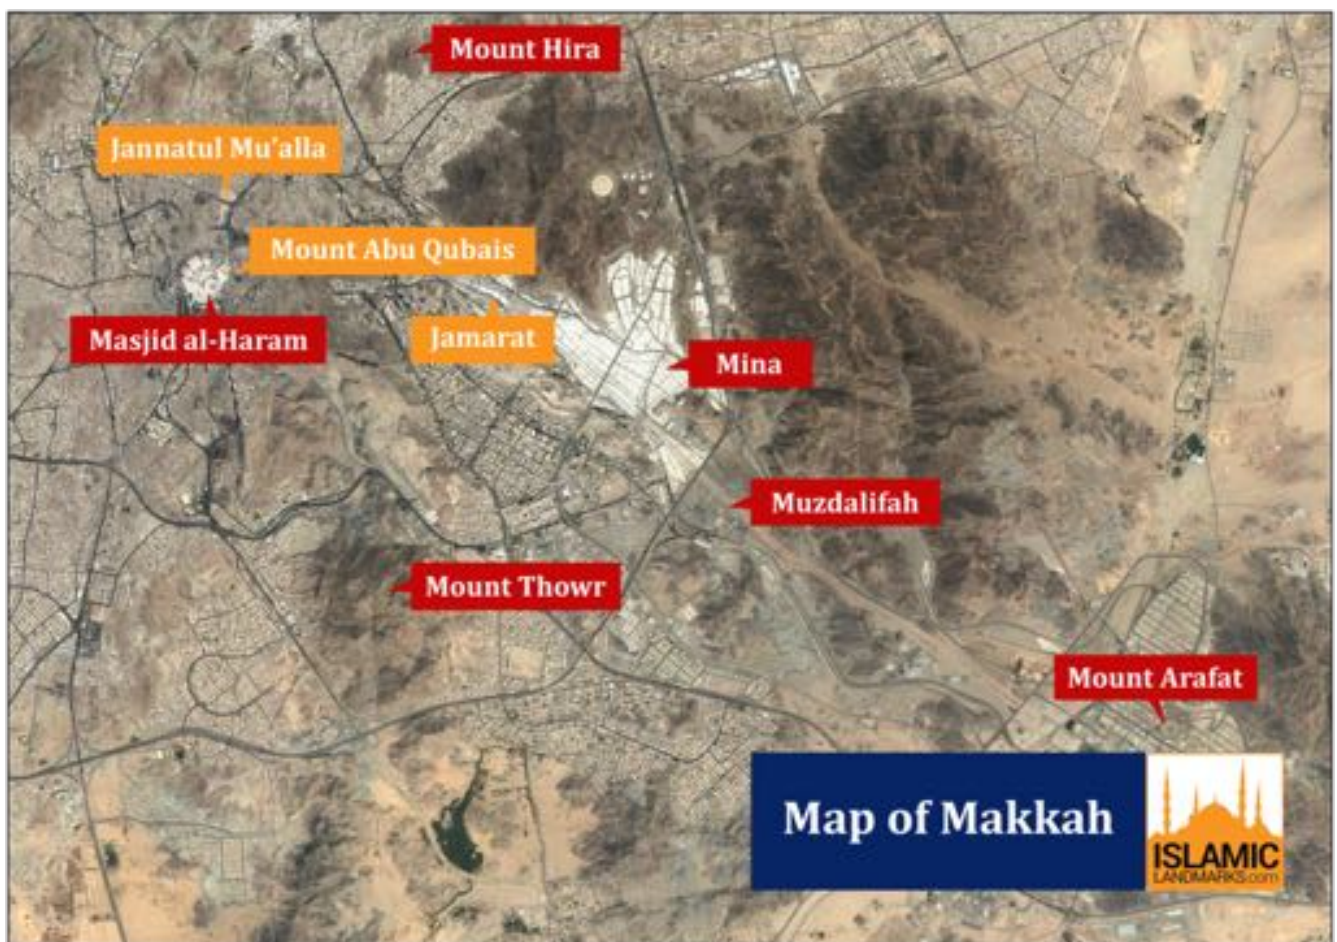 Mount Hira
Jannatul Mu'alla
Mount Abu Qubais
Masjid al-Haram
Jamarat
Mina
Muzdalifah
Mount Thowr
Mount Arafat
Map of Makkah
ISLAMIC
LANDMARKS.com